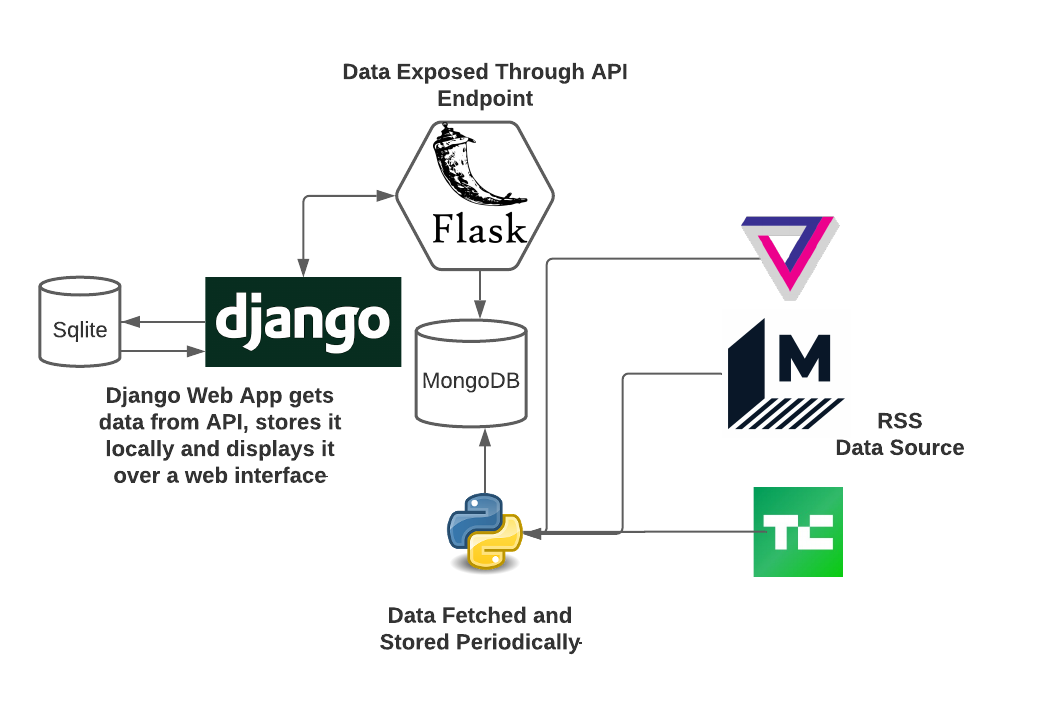 Data Exposed Through API
Endpoint
Flask
Sqlite
django
MongoDB
M
Django Web App gets
data from API, stores it
locally and displays it
over a web interface
RSS
Data Source
TC
Data Fetched and
Stored Periodically